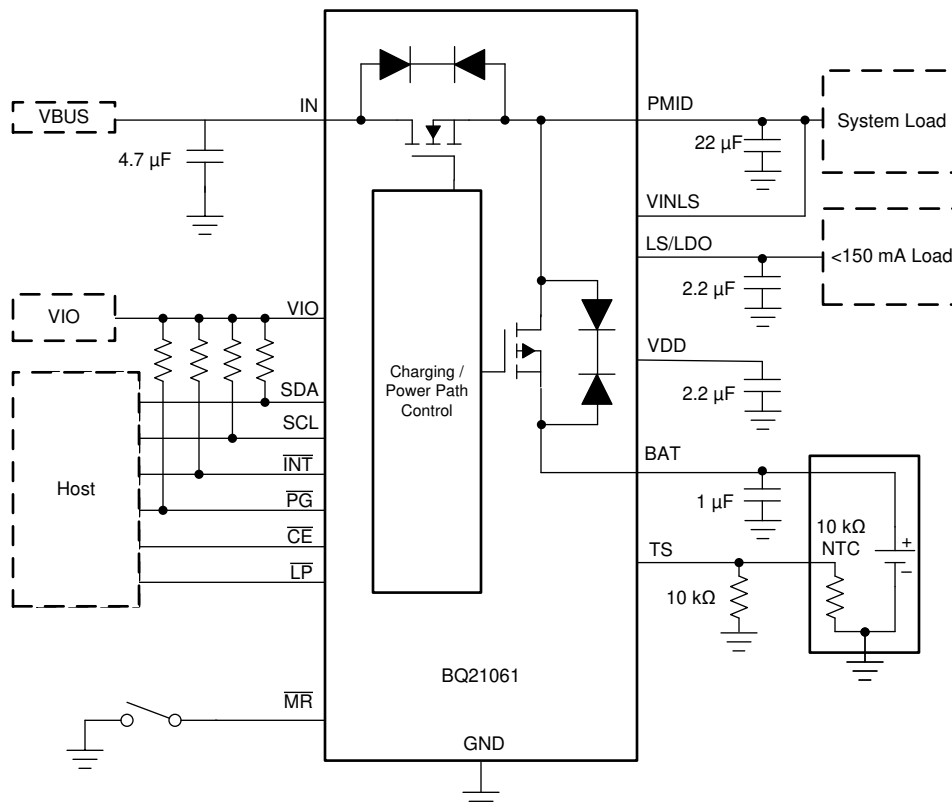 VBUS
IN
PMID
System Load
4.7 µF
22 µF
VINLS
LS/LDO
<150 mA Load
2.2 µF
VIO
VIO
VDD
Charging /
Power Path
Control
2.2 µF
SDA
SCL
BAT
INT
Host
PG
1 µF
10 kΩ
NTC
+
−
CE
TS
LP
10 kΩ
BQ21061
MR
GND